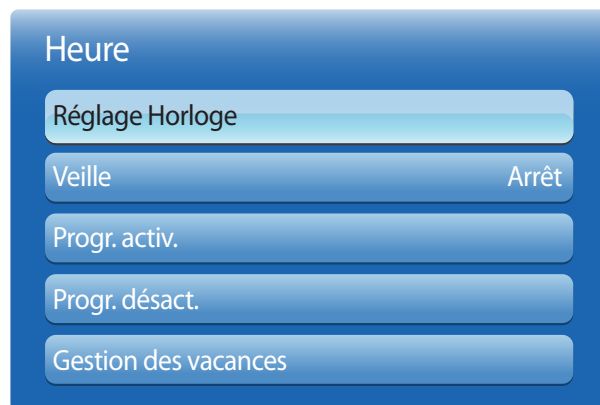 Heure
Réglage Horloge
Veille Arrêt
Progr. activ.
Progr. désact.
Gestion des vacances